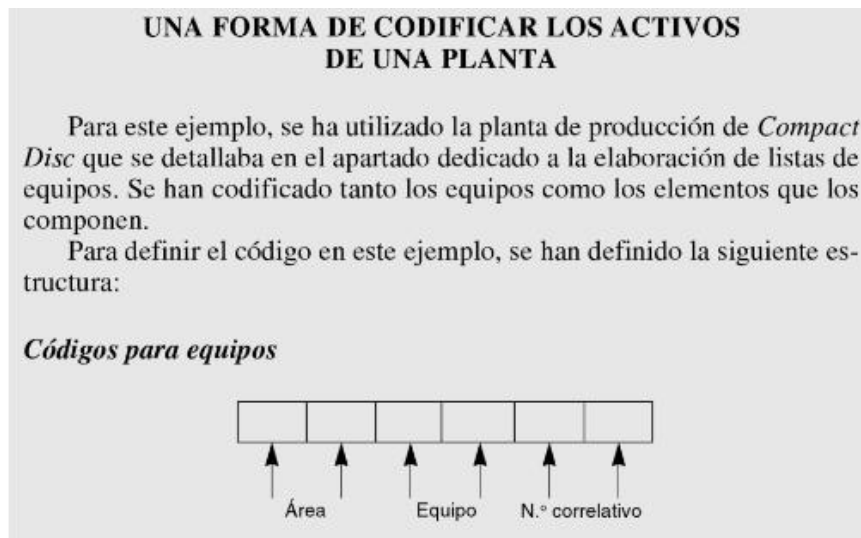 UNA FORMA DE CODIFICAR LOS ACTIVOS
DE UNA PLANTA
Para este ejemplo, se ha utilizado la planta de producción de Compact
Disc que se detallaba en el apartado dedicado a la elaboración de listas de
equipos. Se han codificado tanto los equipos como los elementos que los
componen.
Para definir el código en este ejemplo, se han definido la siguiente es-
tructura:
Códigos para equipos
Área Equipo N.º correlativo